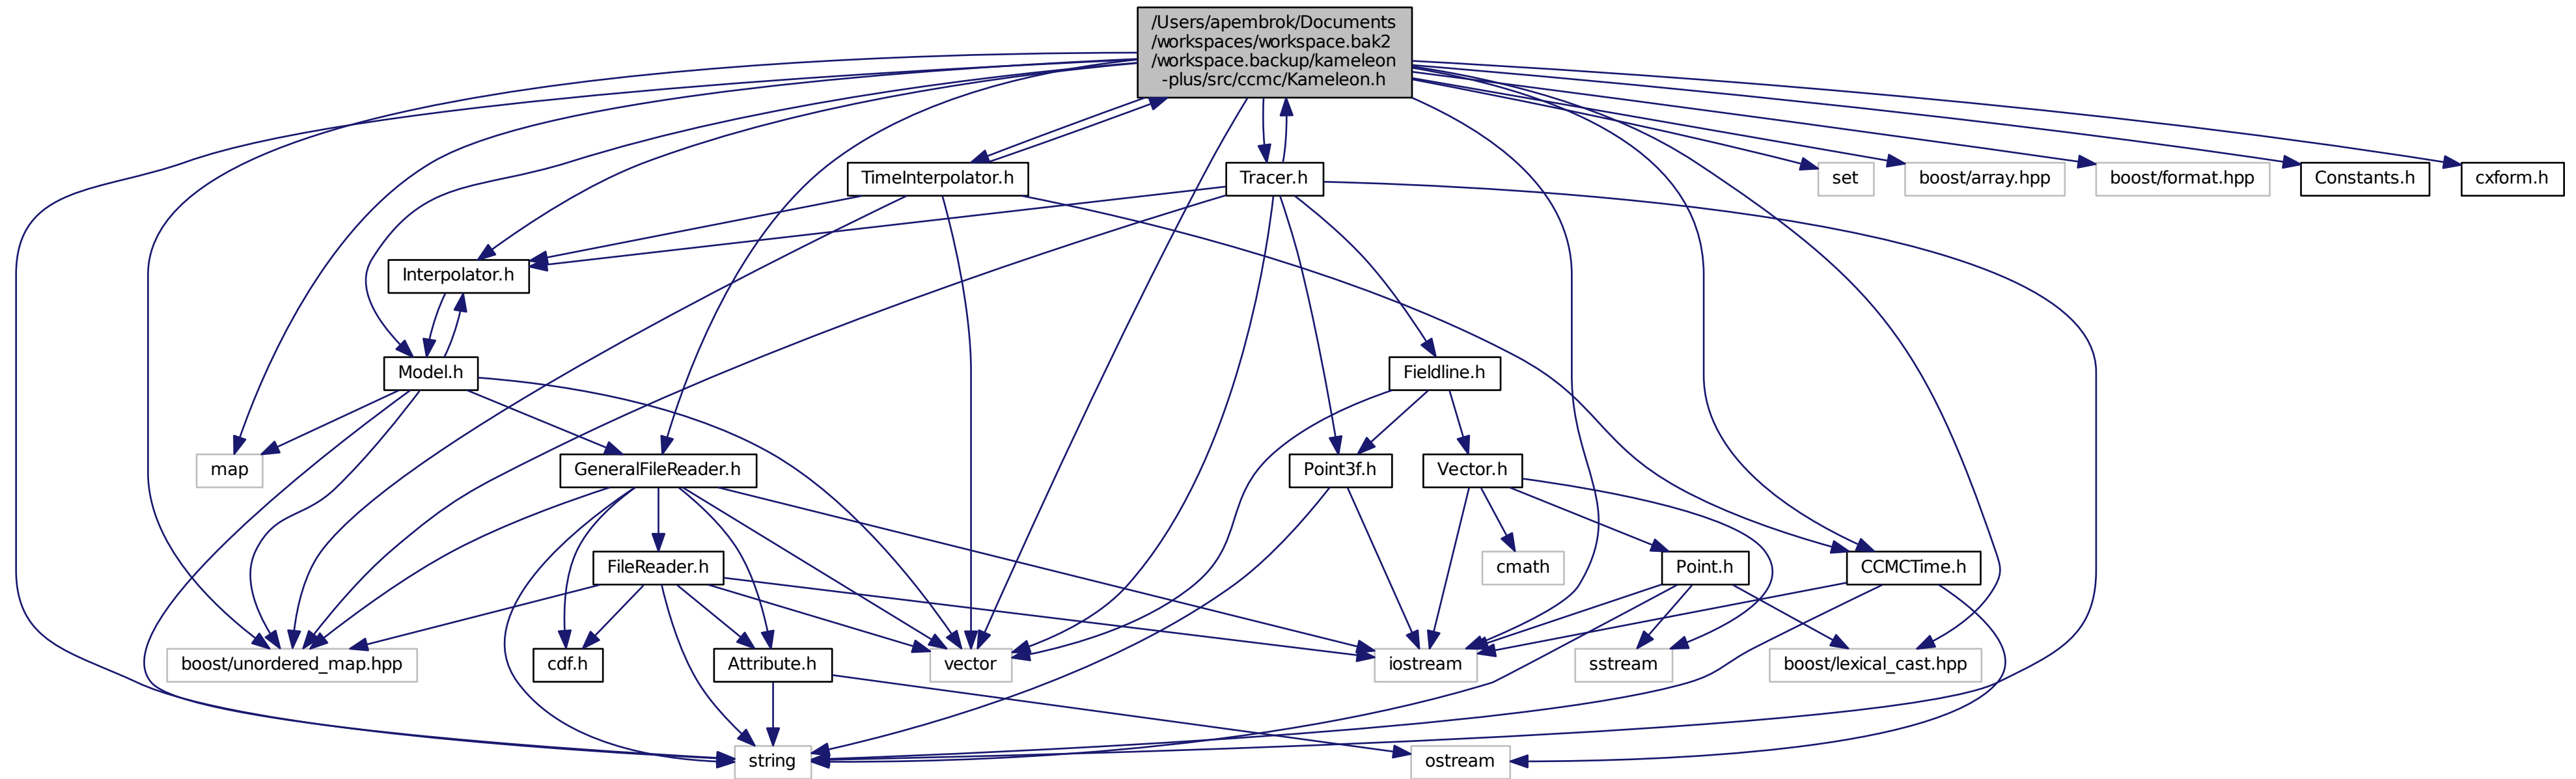 /Users/apembrok/Documents
/workspaces/workspace.bak2
/workspace.backup/kameleon
-plus/src/ccmc/Kameleon.h
TimeInterpolator.h
Tracer.h
set
boost/array.hpp
boost/format.hpp
Constants.h
cxform.h
Interpolator.h
Model.h
Fieldline.h
map
GeneralFileReader.h
Point3f.h
Vector.h
FileReader.h
cmath
Point.h
CCMCTime.h
boost/unordered_map.hpp
cdf.h
Attribute.h
vector
iostream
sstream
boost/lexical_cast.hpp
string
ostream